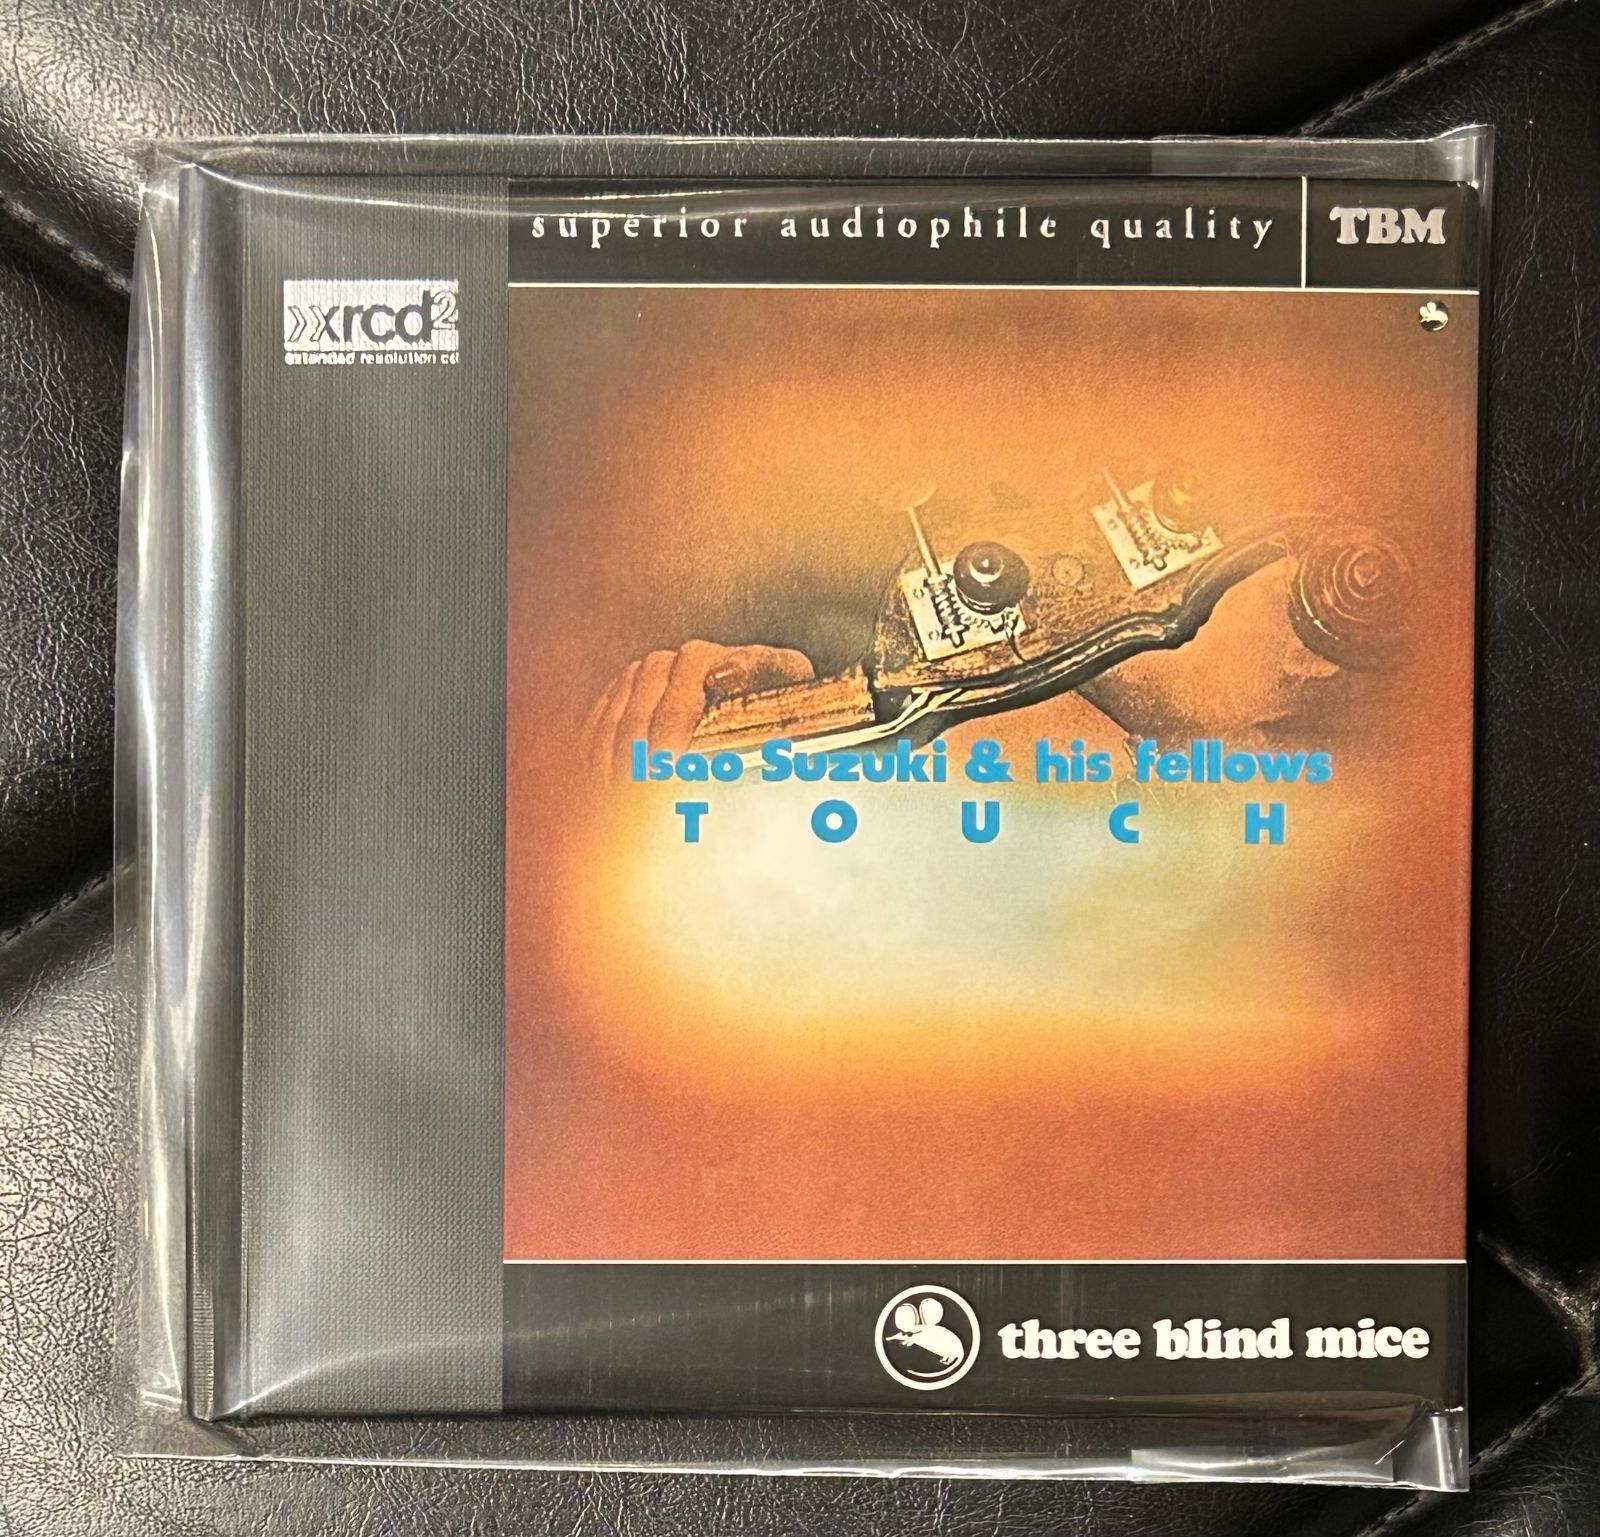 superior audiophile quality
TBM
xrcd2
extended resolution cd
Isao Suzuki & his fellows
TOUCH
three blind mice